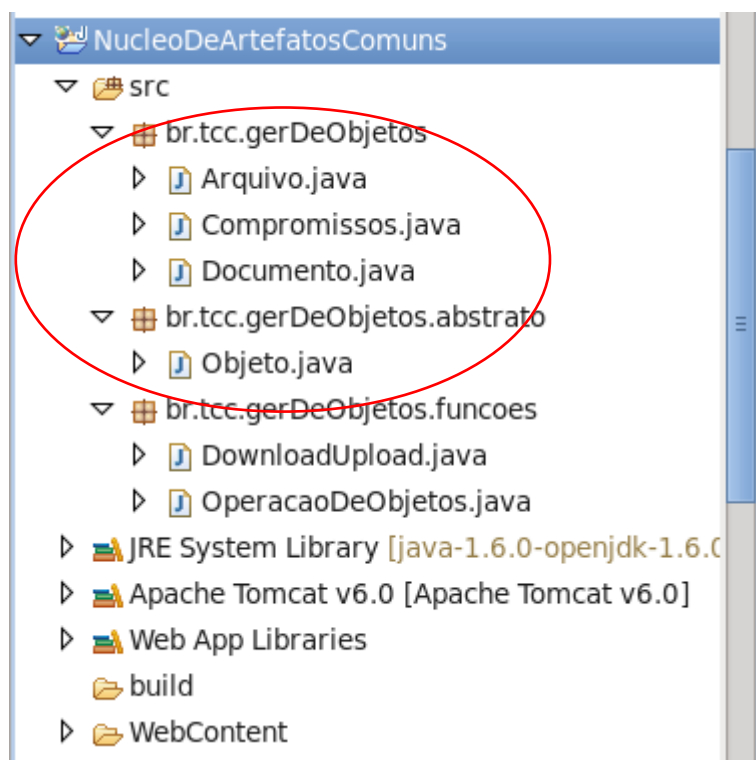 NucleoDeArtefatosComuns
src
br.tcc.gerDeObjetos
Arquivo.java
Compromissos.java
Documento.java
br.tcc.gerDeObjetos.abstrato
Objeto.java
br.tcc.gerDeObjetos.funcoes
DownloadUpload.java
OperacaoDeObjetos.java
JRE System Library [java-1.6.0-openjdk-1.6.0
Apache Tomcat v6.0 [Apache Tomcat v6.0]
Web App Libraries
build
WebContent